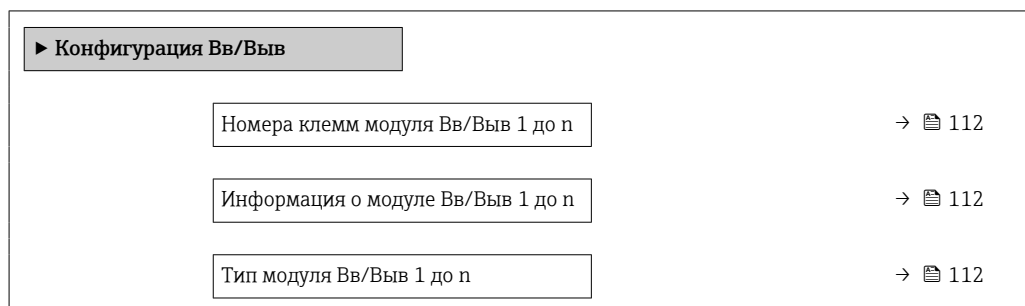 ► Конфигурация Вв/Выв
Номера клемм модуля Вв/Выв 1 до n → 112
Информация о модуле Вв/Выв 1 до n → 112
Тип модуля Вв/Выв 1 до n → 112